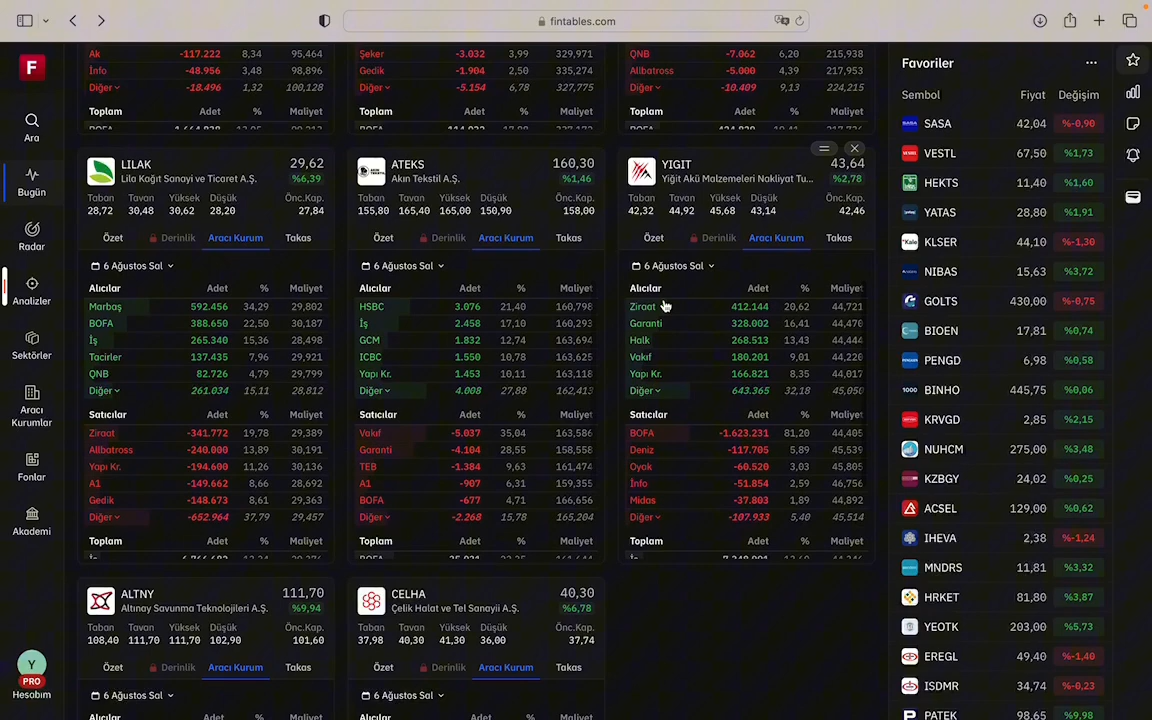 fintables.com
F
Ara
Bugün
Radar
Analizler
Sektörler
Aracı
Kurumlar
Fonlar
Akademi
Y
PRO
Hesabım
Ak -117.222 8,34 95,464
İnfo -48.956 3,48 98,896
Diğer -18.496 1,32 100,128
Toplam Adet % Maliyet
Şeker -3.032 3,99 329,971
Gedik -1.904 2,50 335,274
Diğer -5.154 6,78 327,775
Toplam Adet % Maliyet
QNB -7.062 6,20 215,938
Allbatross -5.000 4,39 217,953
Diğer -10.409 9,13 224,215
Toplam Adet % Maliyet
LILAK 29,62
Lila Kağıt Sanayi ve Ticaret A.Ş. %6,39
Taban Tavan Yüksek Düşük Önc.Kap.
28,72 30,48 30,62 28,20 27,84
Özet Derinlik Aracı Kurum Takas
6 Ağustos Sal
Alıcılar Adet % Maliyet
Marbaş 592.456 34,29 29,802
BOFA 388.650 22,50 30,187
İş 265.340 15,36 28,498
Tacirler 137.435 7,96 29,921
QNB 82.726 4,79 29,799
Diğer 261.034 15,11 28,812
Satıcılar Adet % Maliyet
Ziraat -341.772 19,78 29,389
Allbatross -240.000 13,89 30,191
Yapı Kr. -194.600 11,26 30,136
A1 -149.662 8,66 28,692
Gedik -148.673 8,61 29,363
Diğer -652.964 37,79 29,457
Toplam Adet % Maliyet
ATEKS 160,30
Akın Tekstil A.Ş. %1,46
Taban Tavan Yüksek Düşük Önc.Kap.
155,80 165,40 165,00 150,90 158,00
Özet Derinlik Aracı Kurum Takas
6 Ağustos Sal
Alıcılar Adet % Maliyet
HSBC 3.076 21,40 160,798
İş 2.458 17,10 160,293
GCM 1.832 12,74 163,694
ICBC 1.550 10,78 163,625
Yapı Kr. 1.453 10,11 163,118
Diğer 4.008 27,88 162,413
Satıcılar Adet % Maliyet
Vakıf -5.037 35,04 163,586
Garanti -4.104 28,55 158,558
TEB -1.384 9,63 161,474
A1 -907 6,31 159,355
BOFA -677 4,71 166,656
Diğer -2.268 15,78 165,204
Toplam Adet % Maliyet
YIGIT 43,64
Yiğit Akü Malzemeleri Nakliyat Tu... %2,78
Taban Tavan Yüksek Düşük Önc.Kap.
42,32 44,92 45,68 43,14 42,46
Özet Derinlik Aracı Kurum Takas
6 Ağustos Sal
Alıcılar Adet % Maliyet
Ziraat 412.144 20,62 44,721
Garanti 328.002 16,41 44,470
Halk 268.513 13,43 44,444
Vakıf 180.201 9,01 44,220
Yapı Kr. 166.821 8,35 44,017
Diğer 643.365 32,18 45,050
Satıcılar Adet % Maliyet
BOFA -1.623.231 81,20 44,405
Deniz -117.705 5,89 45,539
Oyak -60.520 3,03 45,805
İnfo -51.854 2,59 46,756
Midas -37.803 1,89 44,892
Diğer -107.933 5,40 45,514
Toplam Adet % Maliyet
ALTNY 111,70
Altınay Savunma Teknolojileri A.Ş. %9,94
Taban Tavan Yüksek Düşük Önc.Kap.
108,40 111,70 111,70 102,90 101,60
Özet Derinlik Aracı Kurum Takas
6 Ağustos Sal
Alıcılar Adet % Maliyet
CELHA 40,30
Çelik Halat ve Tel Sanayii A.Ş. %6,78
Taban Tavan Yüksek Düşük Önc.Kap.
37,98 40,30 41,30 36,00 37,74
Özet Derinlik Aracı Kurum Takas
6 Ağustos Sal
Alıcılar Adet % Maliyet
Favoriler
Sembol Fiyat Değişim
SASA 42,04 %-0,90
VESTL 67,50 %1,73
HEKTS 11,40 %1,60
YATAS 28,80 %1,91
KLSER 44,10 %-1,30
NIBAS 15,63 %3,72
GOLTS 430,00 %-0,75
BIOEN 17,81 %0,74
PENGD 6,98 %0,58
BINHO 445,75 %0,06
KRVGD 2,85 %2,15
NUHCM 275,00 %3,48
KZBGY 24,02 %0,25
ACSEL 129,00 %0,62
IHEVA 2,38 %-1,24
MNDRS 11,81 %3,32
HRKET 81,80 %3,87
YEOTK 203,00 %5,73
EREGL 49,40 %-1,40
ISDMR 34,74 %-0,23
PATEK 98,65 %9,98